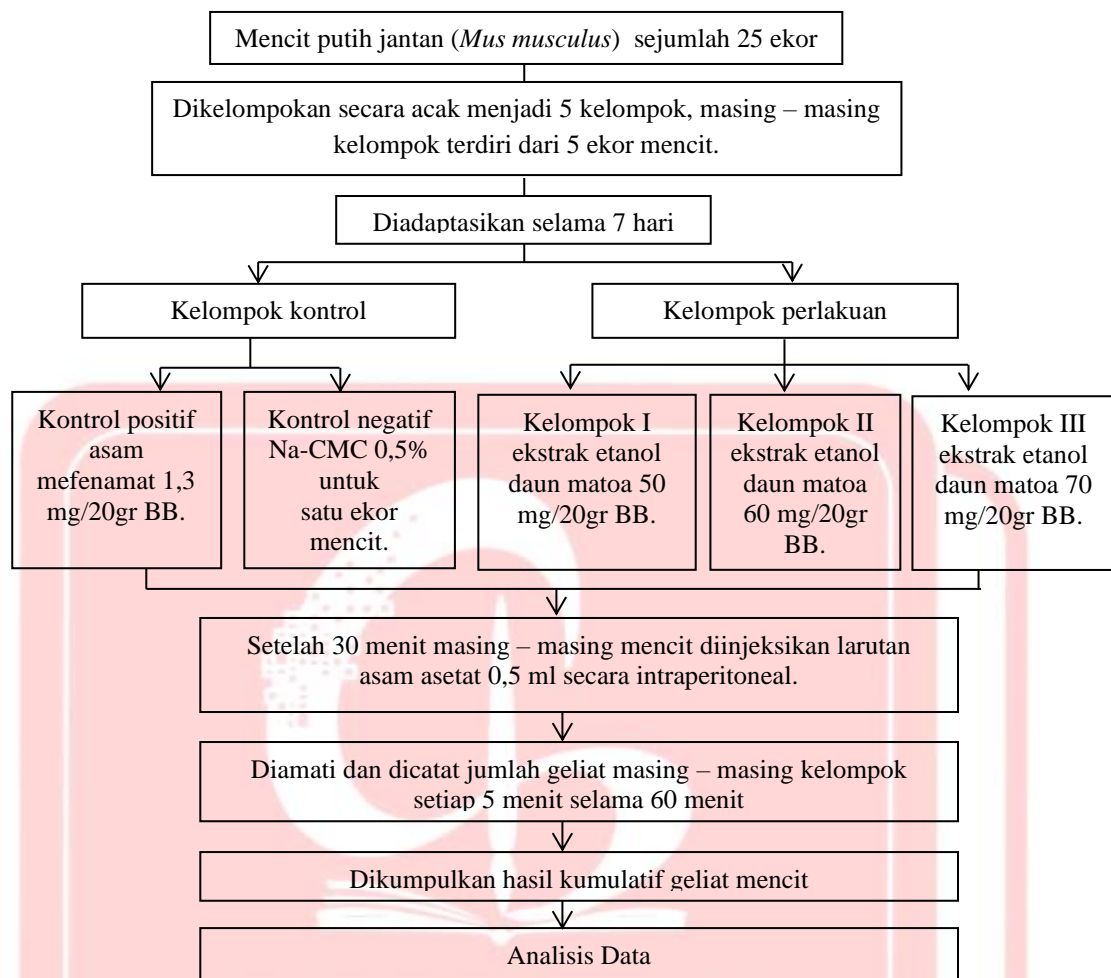 Mencit putih jantan (Mus musculus) sejumlah 25 ekor
Dikelompokan secara acak menjadi 5 kelompok, masing – masing
kelompok terdiri dari 5 ekor mencit.
Diadaptasikan selama 7 hari
Kelompok kontrol
Kelompok perlakuan
Kontrol positif
asam
mefenamat 1,3
mg/20gr BB.
Kontrol negatif
Na-CMC 0,5%
untuk
satu ekor
mencit.
Kelompok I
ekstrak etanol
daun matoa 50
mg/20gr BB.
Kelompok II
ekstrak etanol
daun matoa
60 mg/20gr
BB.
Kelompok III
ekstrak etanol
daun matoa 70
mg/20gr BB.
Setelah 30 menit masing – masing mencit diinjeksikan larutan
asam asetat 0,5 ml secara intraperitoneal.
Diamati dan dicatat jumlah geliat masing – masing kelompok
setiap 5 menit selama 60 menit
Dikumpulkan hasil kumulatif geliat mencit
Analisis Data